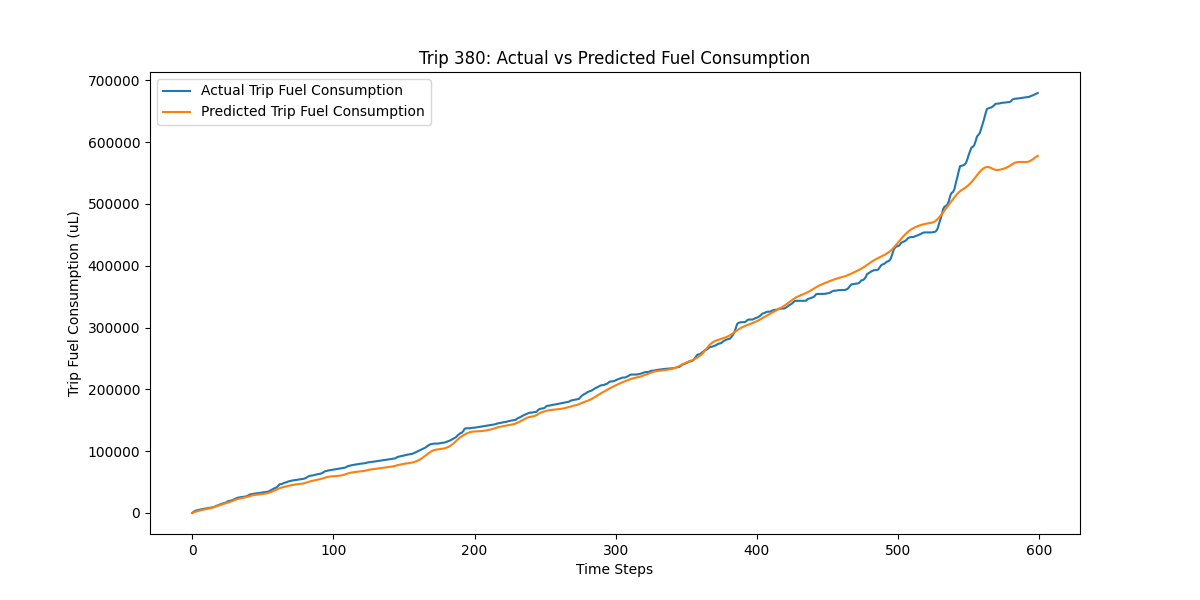 Trip 380: Actual vs Predicted Fuel Consumption
Actual Trip Fuel Consumption
Predicted Trip Fuel Consumption
Trip Fuel Consumption (uL)
700000
600000
500000
400000
300000
200000
100000
0
0 100 200 300 400 500 600
Time Steps